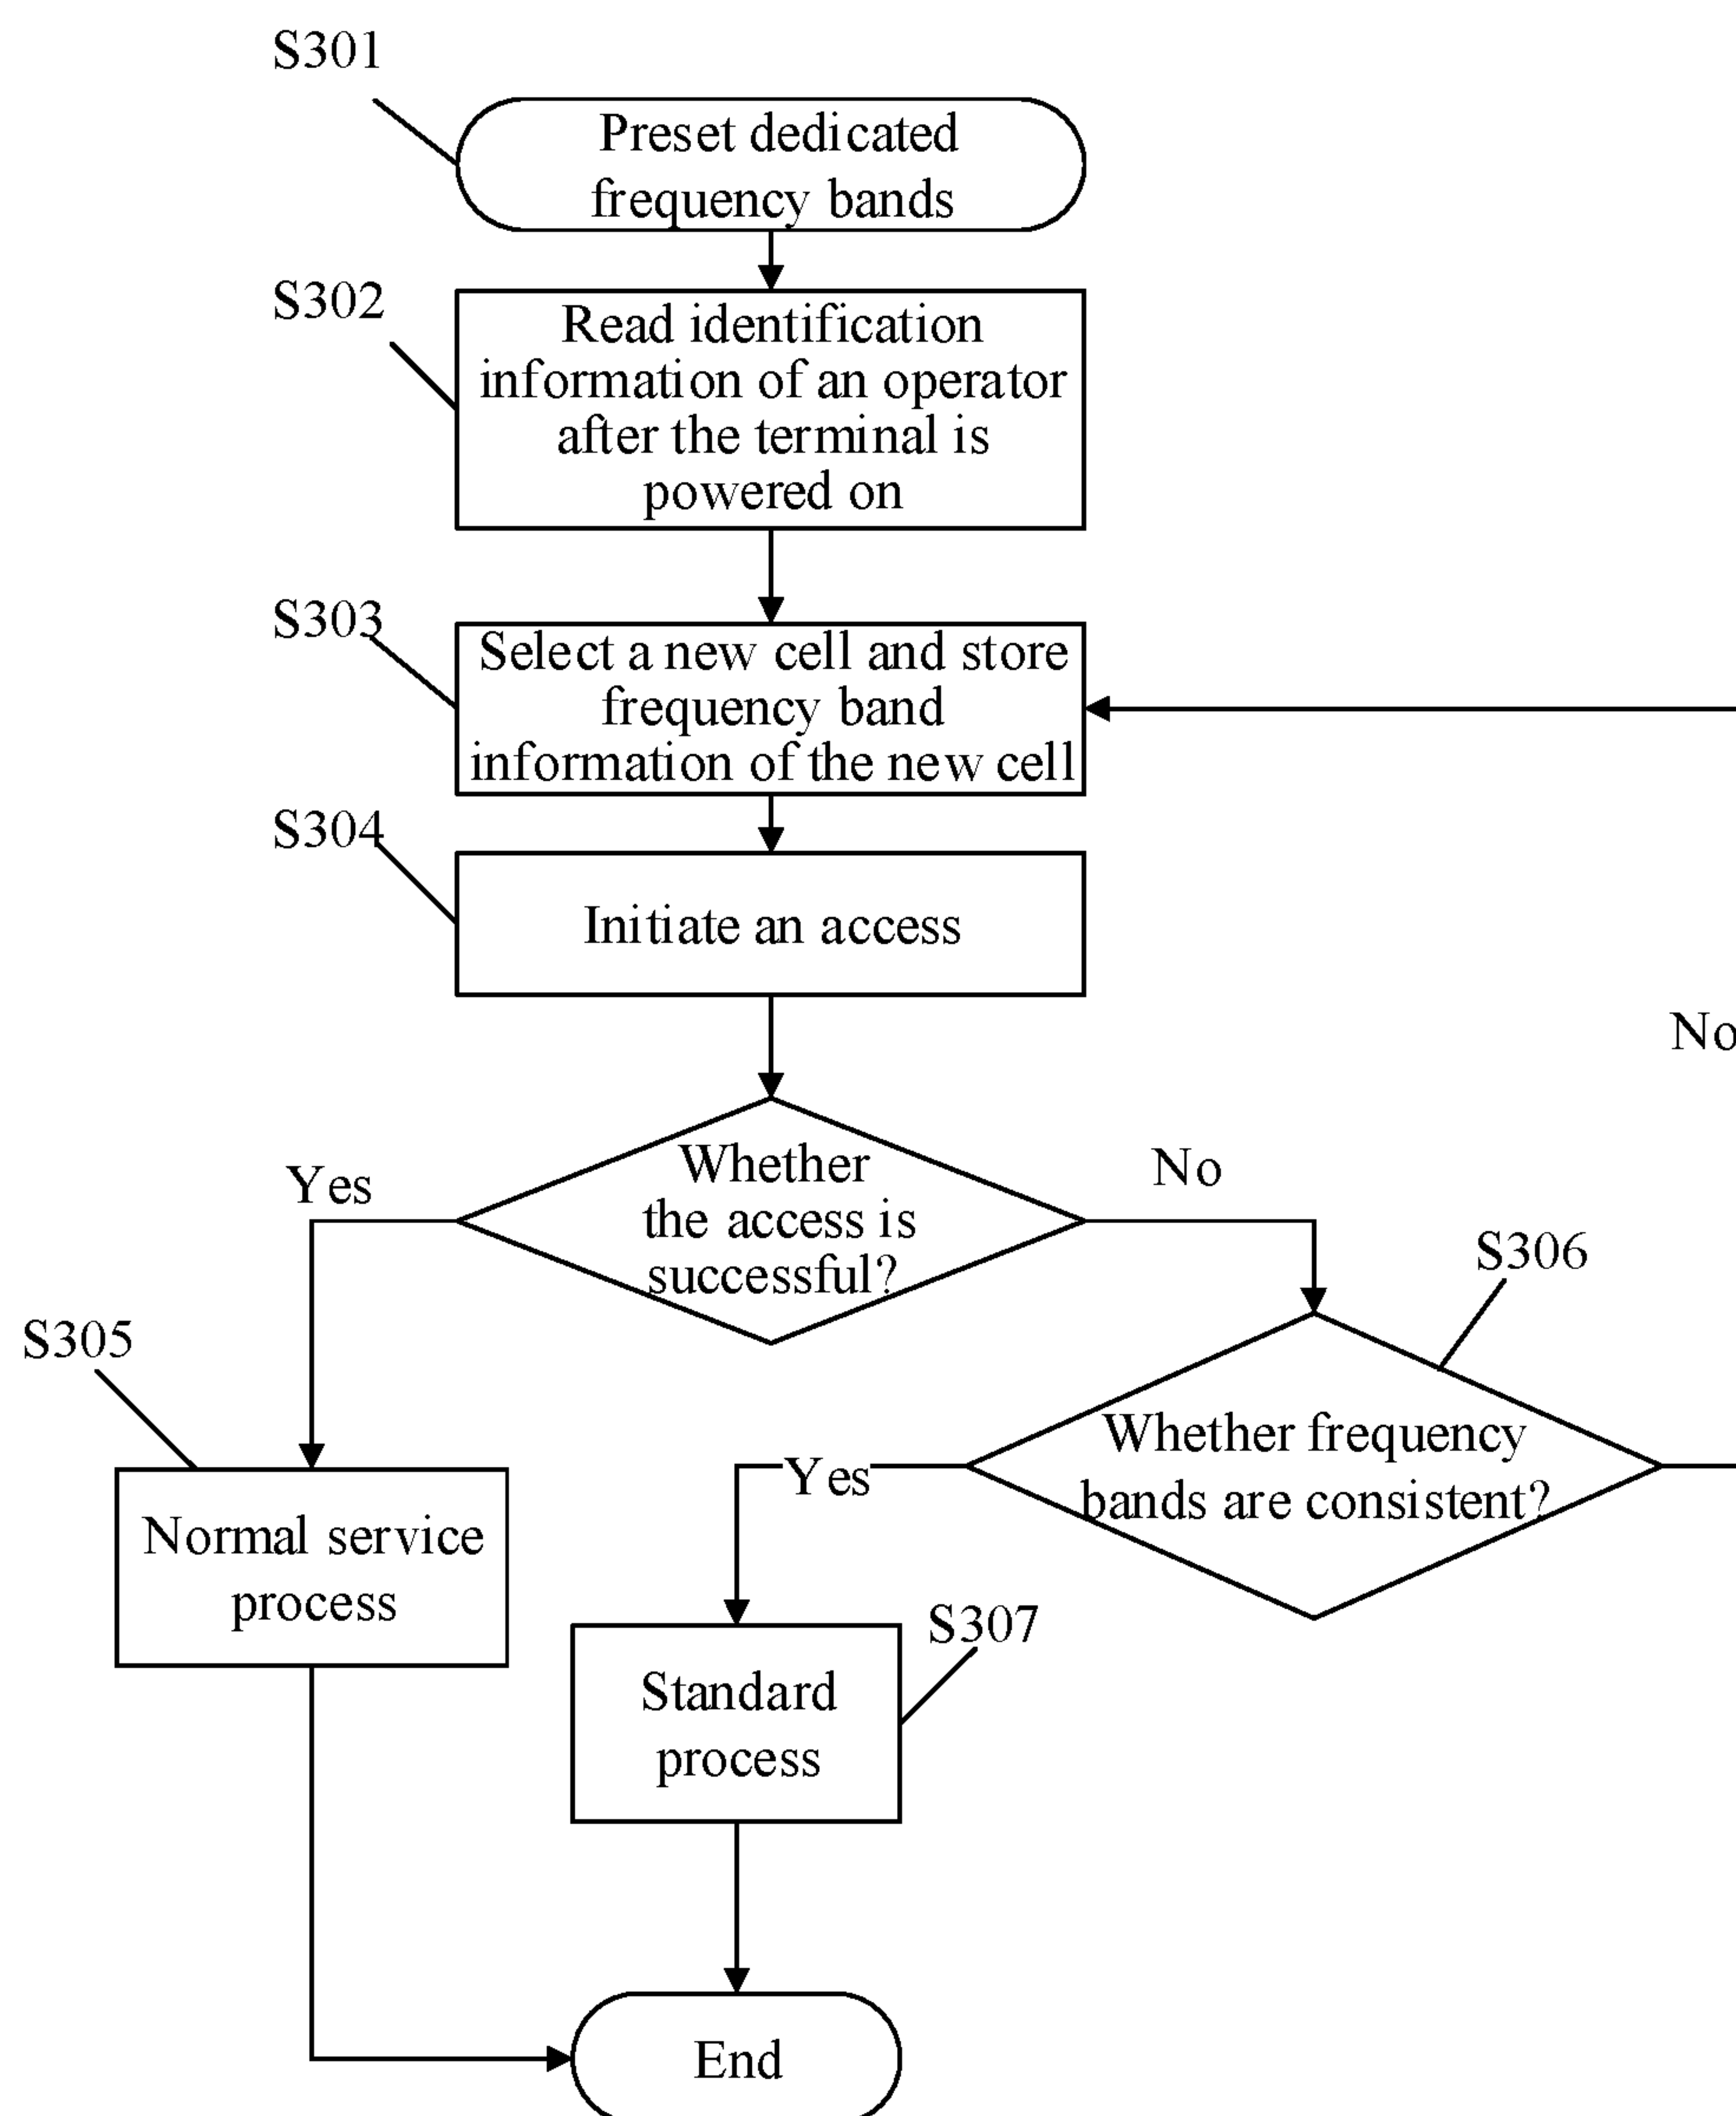 S301
Preset dedicated
frequency bands
S302
Read identification
information of an operator
after the terminal is
powered on
S303
Select a new cell and store
frequency band
information of the new cell
S304
Initiate an access
No
Whether
the access is
successful?
Yes
No
S306
S305
Whether frequency
bands are consistent?
Yes
Normal service
process
S307
Standard
process
End